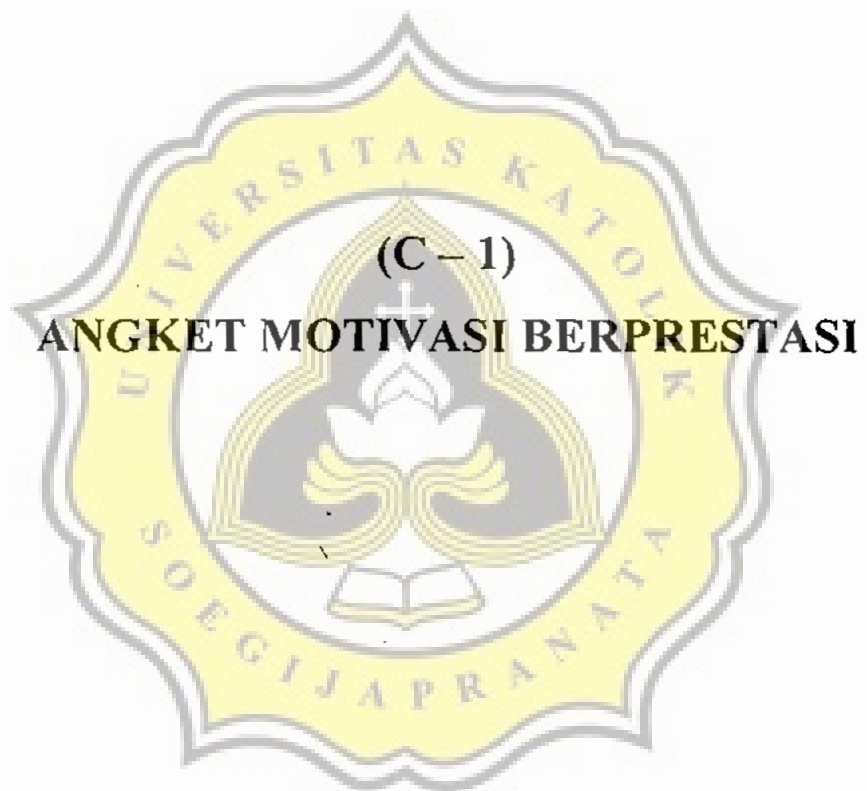 UNIVERSITAS KATOLIK
(C – 1)
ANGKET MOTIVASI BERPRESTASI
SOEGIJAPRANATA